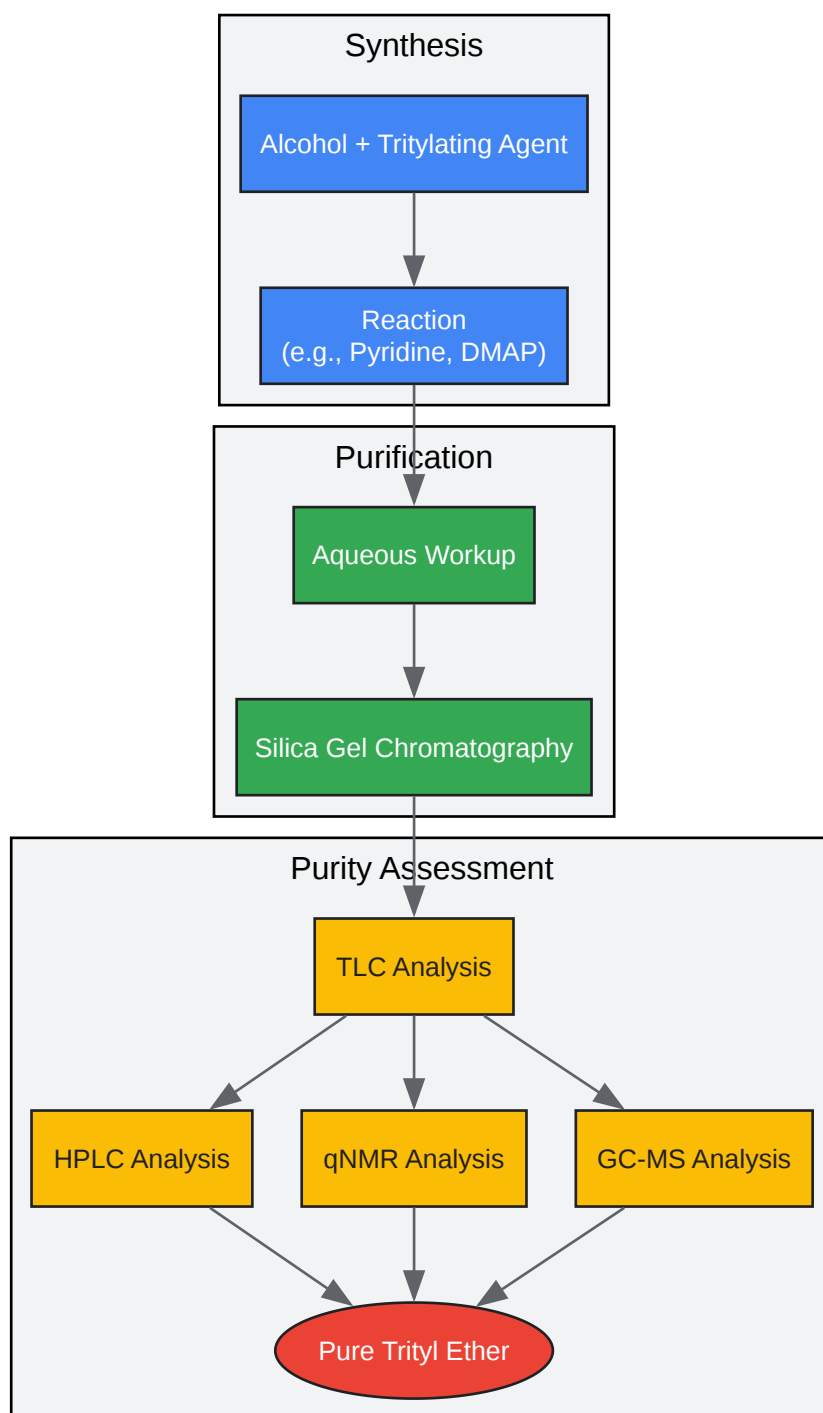 Synthesis
Alcohol + Tritylating Agent
Reaction
(e.g., Pyridine, DMAP)
Purification
Aqueous Workup
Silica Gel Chromatography
Purity Assessment
TLC Analysis
HPLC Analysis
qNMR Analysis
GC-MS Analysis
Pure Trityl Ether